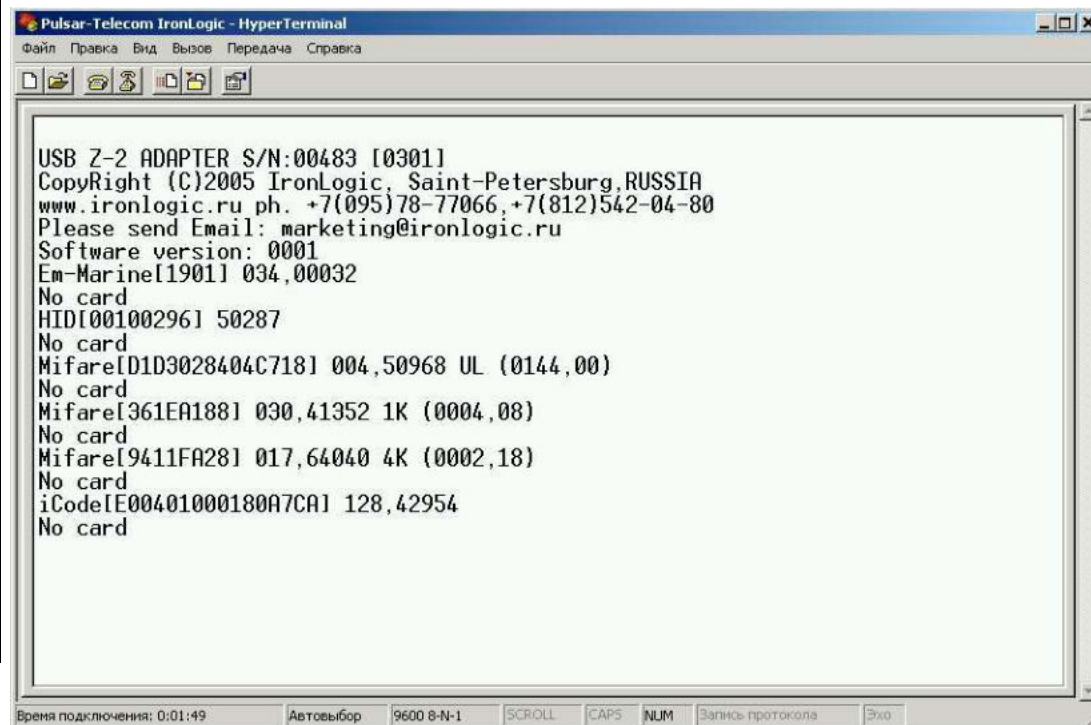 Pulsar-Telecom IronLogic - HyperTerminal
Файл Правка Вид Вызов Передача Справка
USB Z-2 ADAPTER S/N:00483 [0301]
CopyRight (C)2005 IronLogic, Saint-Petersburg,RUSSIA
www.ironlogic.ru ph. +7(095)78-77066,+7(812)542-04-80
Please send Email: marketing@ironlogic.ru
Software version: 0001
Em-Marine[1901] 034,00032
No card
HID[00100296] 50287
No card
Mifare[D1D3028404C718] 004,50968 UL (0144,00)
No card
Mifare[361EA188] 030,41352 1K (0004,08)
No card
Mifare[9411FA28] 017,64040 4K (0002,18)
No card
iCode[E00401000180A7CA] 128,42954
No card
Время подключения: 0:01:49 Автовыбор 9600 8-N-1 SCROLL CAPS NUM Запись протокола Эхо